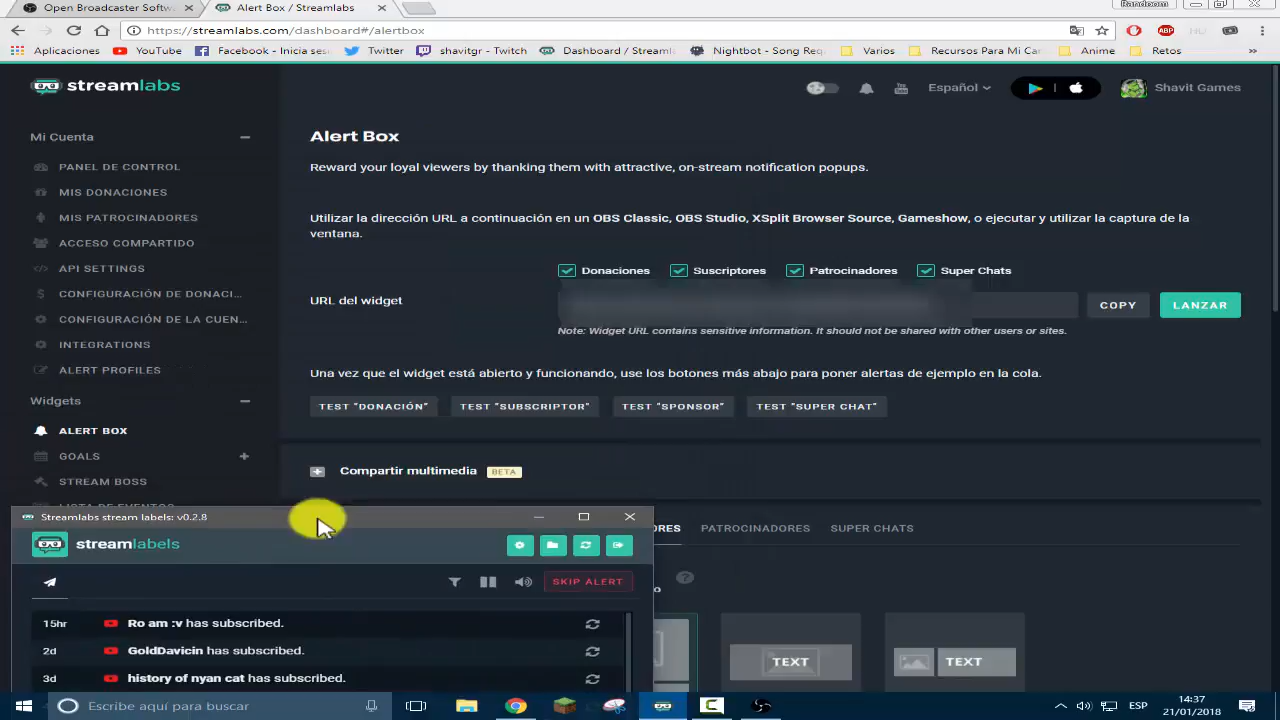 Open Broadcaster Softw
Alert Box / Streamlabs
Randoom
https://streamlabs.com/dashboard#/alertbox
Aplicaciones
YouTube
Facebook - Inicia ses
Twitter
shavitgr - Twitch
Dashboard / Streaml
Nightbot - Song Re
Varios
Recursos Para Mi Can
Anime
Retos
»
streamlabs
Español
Shavit Games
Mi Cuenta
PANEL DE CONTROL
MIS DONACIONES
MIS PATROCINADORES
ACCESO COMPARTIDO
API SETTINGS
CONFIGURACIÓN DE DONACI...
CONFIGURACIÓN DE LA CUEN...
INTEGRATIONS
ALERT PROFILES
Widgets
ALERT BOX
GOALS
STREAM BOSS
Alert Box
Reward your loyal viewers by thanking them with attractive, on-stream notification popups.
Utilizar la dirección URL a continuación en un OBS Classic, OBS Studio, XSplit Browser Source, Gameshow, o ejecutar y utilizar la captura de la
ventana.
Donaciones
Suscriptores
Patrocinadores
Super Chats
URL del widget
COPY
LANZAR
Note: Widget URL contains sensitive information. It should not be shared with other users or sites.
Una vez que el widget está abierto y funcionando, use los botones más abajo para poner alertas de ejemplo en la cola.
TEST "DONACIÓN"
TEST "SUBSCRIPTOR"
TEST "SPONSOR"
TEST "SUPER CHAT"
Compartir multimedia
BETA
PATROCINADORES
SUPER CHATS
TEXT
TEXT
Streamlabs stream labels: v0.2.8
streamlabels
SKIP ALERT
15hr
Ro am :v has subscribed.
2d
GoldDavicin has subscribed.
3d
history of nyan cat has subscribed.
Escribe aquí para buscar
ESP
14:37
21/01/2018